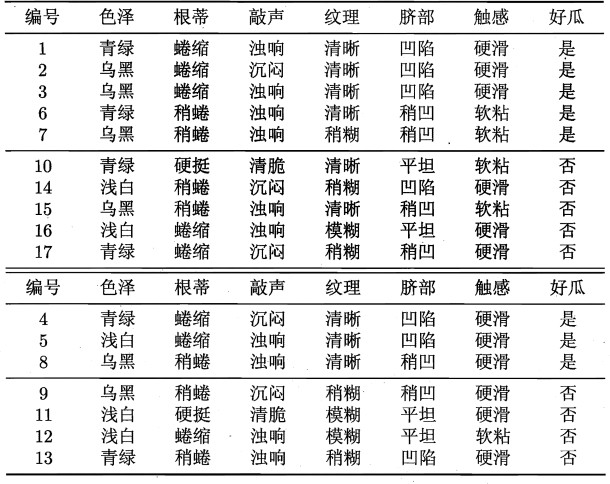 编号 色泽 根蒂 敲声 纹理 脐部 触感 好瓜
1 青绿 蜷缩 浊响 清晰 凹陷 硬滑 是
2 乌黑 蜷缩 沉闷 清晰 凹陷 硬滑 是
3 乌黑 蜷缩 浊响 清晰 凹陷 硬滑 是
6 青绿 稍蜷 浊响 清晰 稍凹 软粘 是
7 乌黑 稍蜷 浊响 稍糊 稍凹 软粘 是
10 青绿 硬挺 清脆 清晰 平坦 软粘 否
14 浅白 稍蜷 沉闷 稍糊 凹陷 硬滑 否
15 乌黑 稍蜷 浊响 清晰 稍凹 软粘 否
16 浅白 蜷缩 浊响 模糊 平坦 硬滑 否
17 青绿 蜷缩 沉闷 稍糊 稍凹 硬滑 否
编号 色泽 根蒂 敲声 纹理 脐部 触感 好瓜
4 青绿 蜷缩 沉闷 清晰 凹陷 硬滑 是
5 浅白 蜷缩 浊响 清晰 凹陷 硬滑 是
8 乌黑 稍蜷 浊响 清晰 稍凹 硬滑 是
9 乌黑 稍蜷 沉闷 稍糊 稍凹 硬滑 否
11 浅白 硬挺 清脆 模糊 平坦 硬滑 否
12 浅白 蜷缩 浊响 模糊 平坦 软粘 否
13 青绿 稍蜷 浊响 稍糊 凹陷 硬滑 否